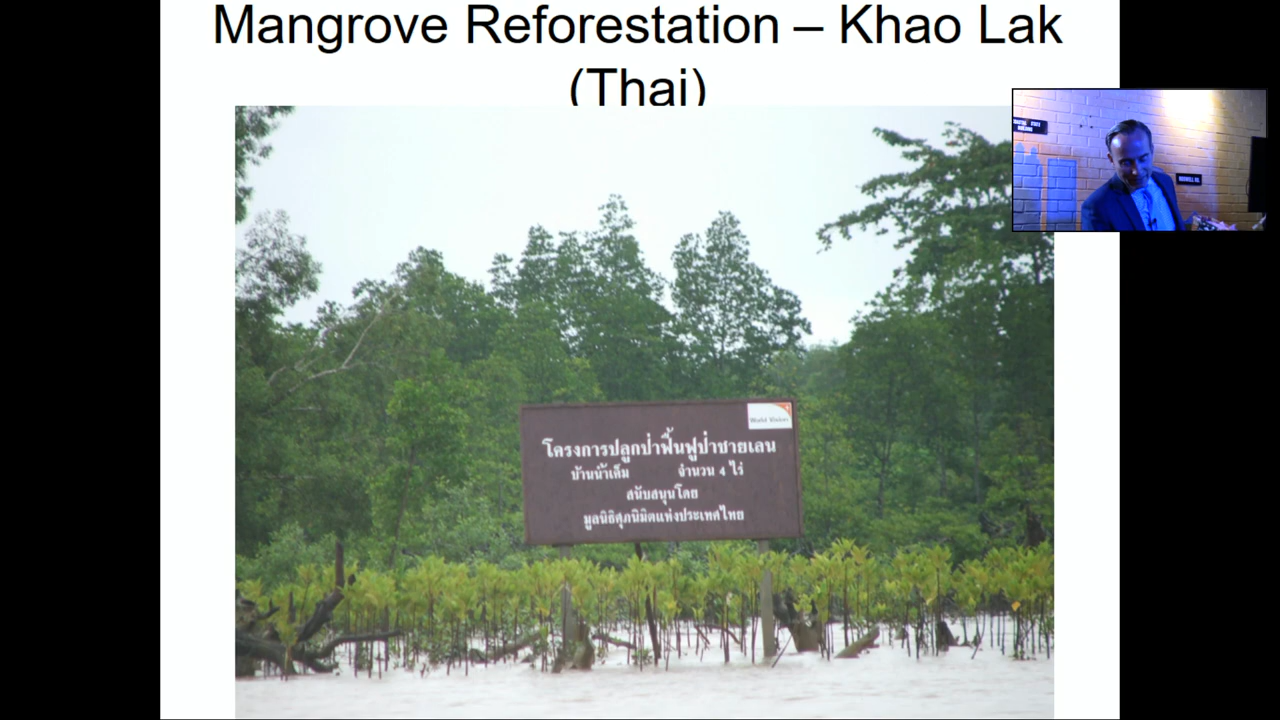 Mangrove Reforestation – Khao Lak
(Thai)
World Vision
โครงการปลูกป่าฟื้นฟูป่าชายเลน
บ้านน้ำเค็ม จำนวน 4 ไร่
สนับสนุนโดย
มูลนิธิศุภนิมิตแห่งประเทศไทย
ROSWELL RD.